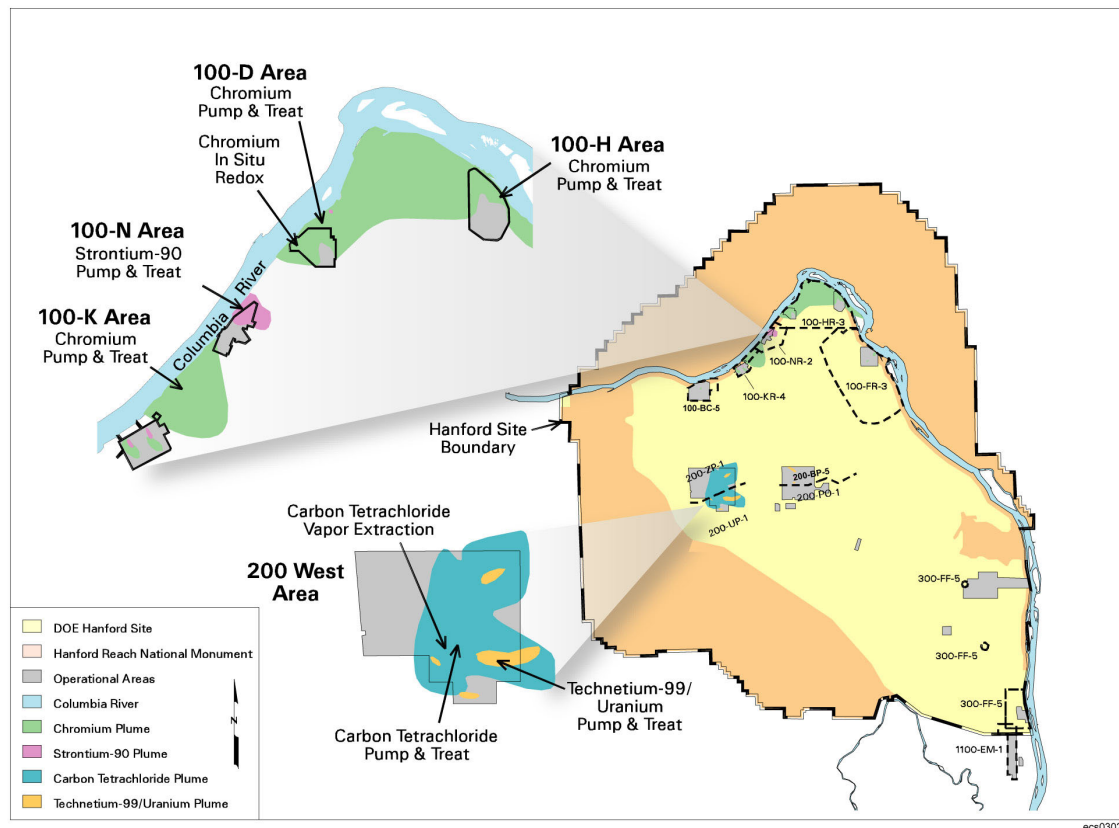 100-D Area
Chromium
Pump & Treat
Chromium
In Situ
Redox
100-H Area
Chromium
Pump & Treat
100-N Area
Strontium-90
Pump & Treat
100-K Area
Chromium
Pump & Treat
Columbia River
100-HR-3
100-NR-2
100-FR-3
100-KR-4
100-BC-5
Hanford Site
Boundary
200-ZP-1
200-BP-5
200-PO-1
200-UP-1
Carbon Tetrachloride
Vapor Extraction
200 West
Area
Technetium-99/
Uranium
Pump & Treat
Carbon Tetrachloride
Pump & Treat
300-FF-5
300-FF-5
300-FF-5
1100-EM-1
DOE Hanford Site
Hanford Reach National Monument
Operational Areas
Columbia River
Chromium Plume
Strontium-90 Plume
Carbon Tetrachloride Plume
Technetium-99/Uranium Plume
N